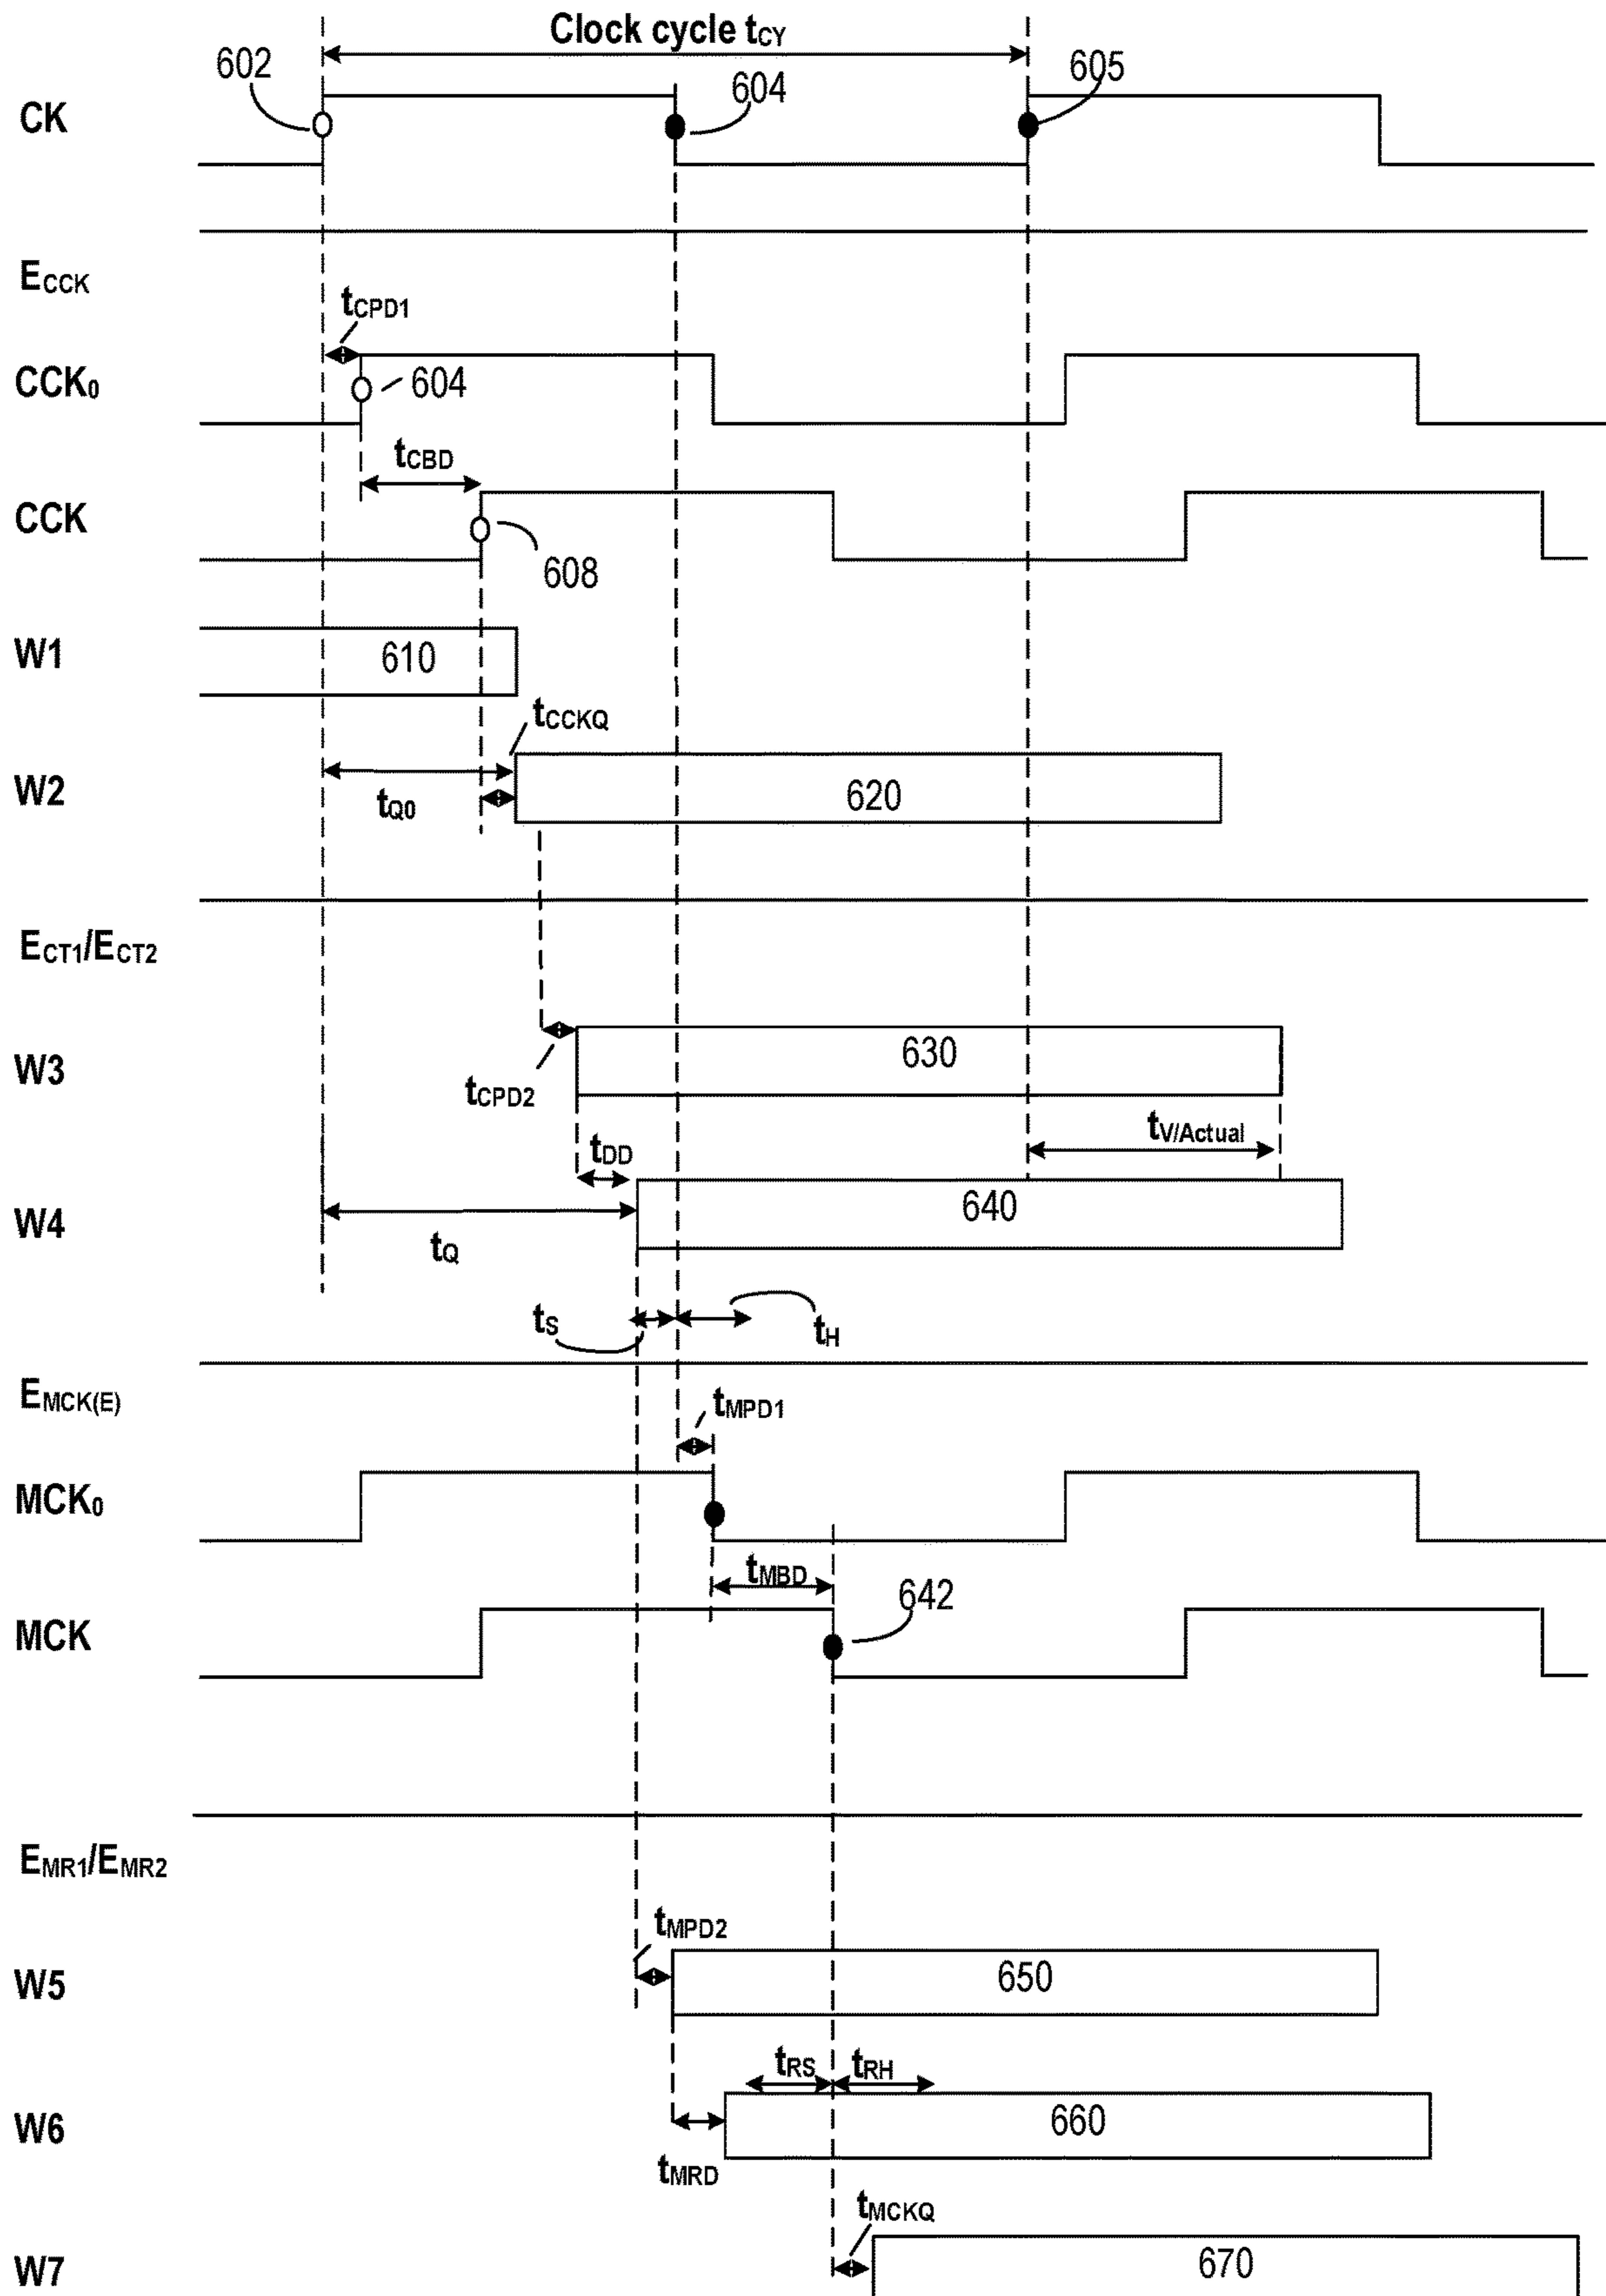 Clock cycle tCY
602
604
605
CK
ECCK
tCPD1
CCK0
604
tCBD
CCK
608
W1
610
tCCKQ
W2
tQ0
620
ECT1/ECT2
W3
630
tCPD2
tV/Actual
tDD
W4
640
tQ
tS
tH
EMCK(E)
tMPD1
MCK0
tMBD
642
MCK
EMR1/EMR2
tMPD2
W5
650
tRS
tRH
W6
660
tMRD
tMCKQ
W7
670